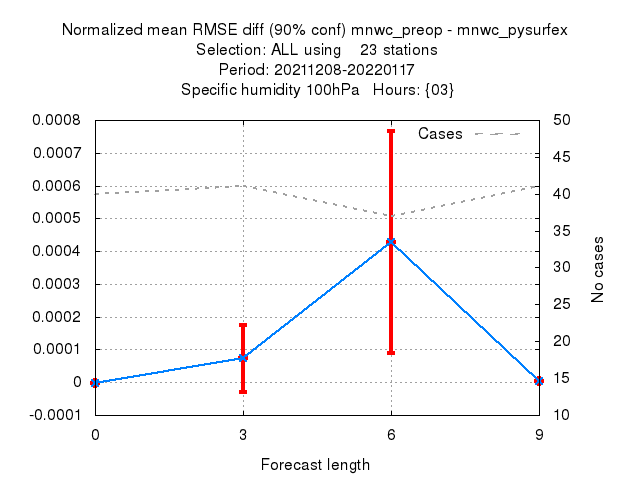 Normalized mean RMSE diff (90% conf) mnwc_preop - mnwc_pysurfex
Selection: ALL using    23 stations
Period: 20211208-20220117
Specific humidity 100hPa   Hours: {03}
Cases
0.0008
0.0007
0.0006
0.0005
0.0004
0.0003
0.0002
0.0001
0
-0.0001
50
45
40
35
30
25
20
15
10
No cases
0 3 6 9
Forecast length